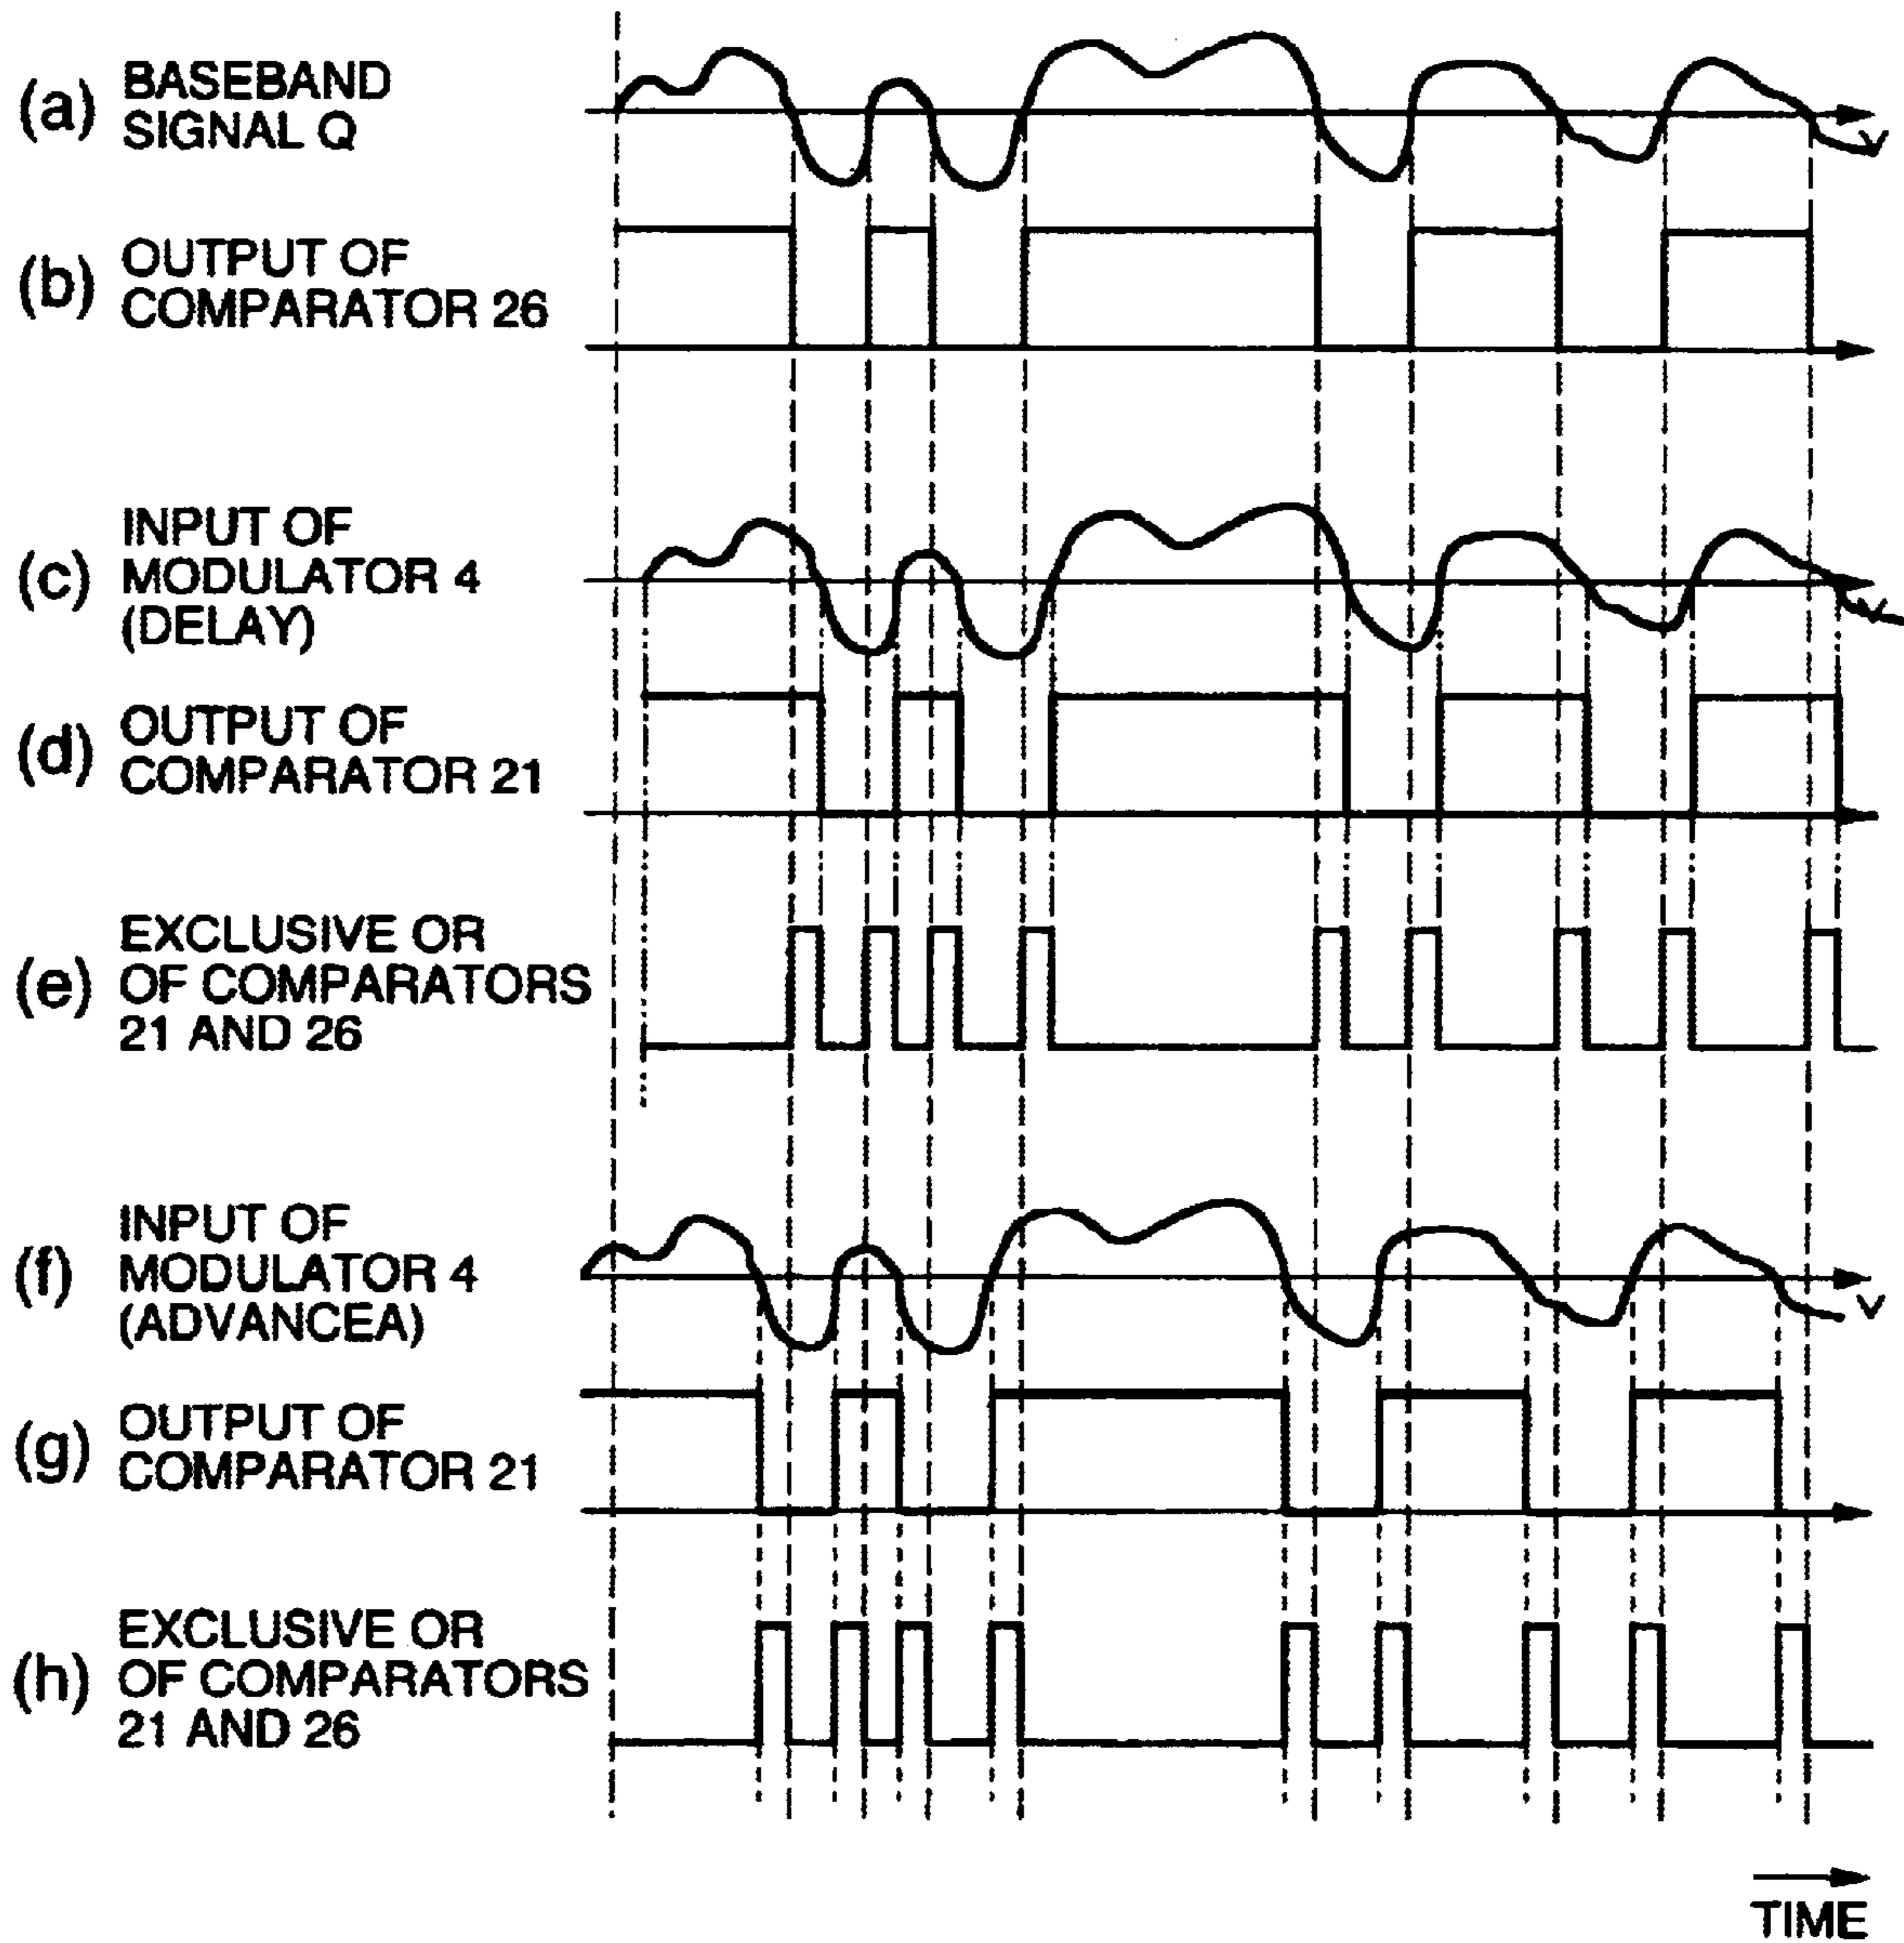 (a) BASEBAND
SIGNAL Q
V
(b) OUTPUT OF
COMPARATOR 26
(c) INPUT OF
MODULATOR 4
(DELAY)
V
(d) OUTPUT OF
COMPARATOR 21
(e) EXCLUSIVE OR
OF COMPARATORS
21 AND 26
(f) INPUT OF
MODULATOR 4
(ADVANCEA)
V
(g) OUTPUT OF
COMPARATOR 21
(h) EXCLUSIVE OR
OF COMPARATORS
21 AND 26
TIME